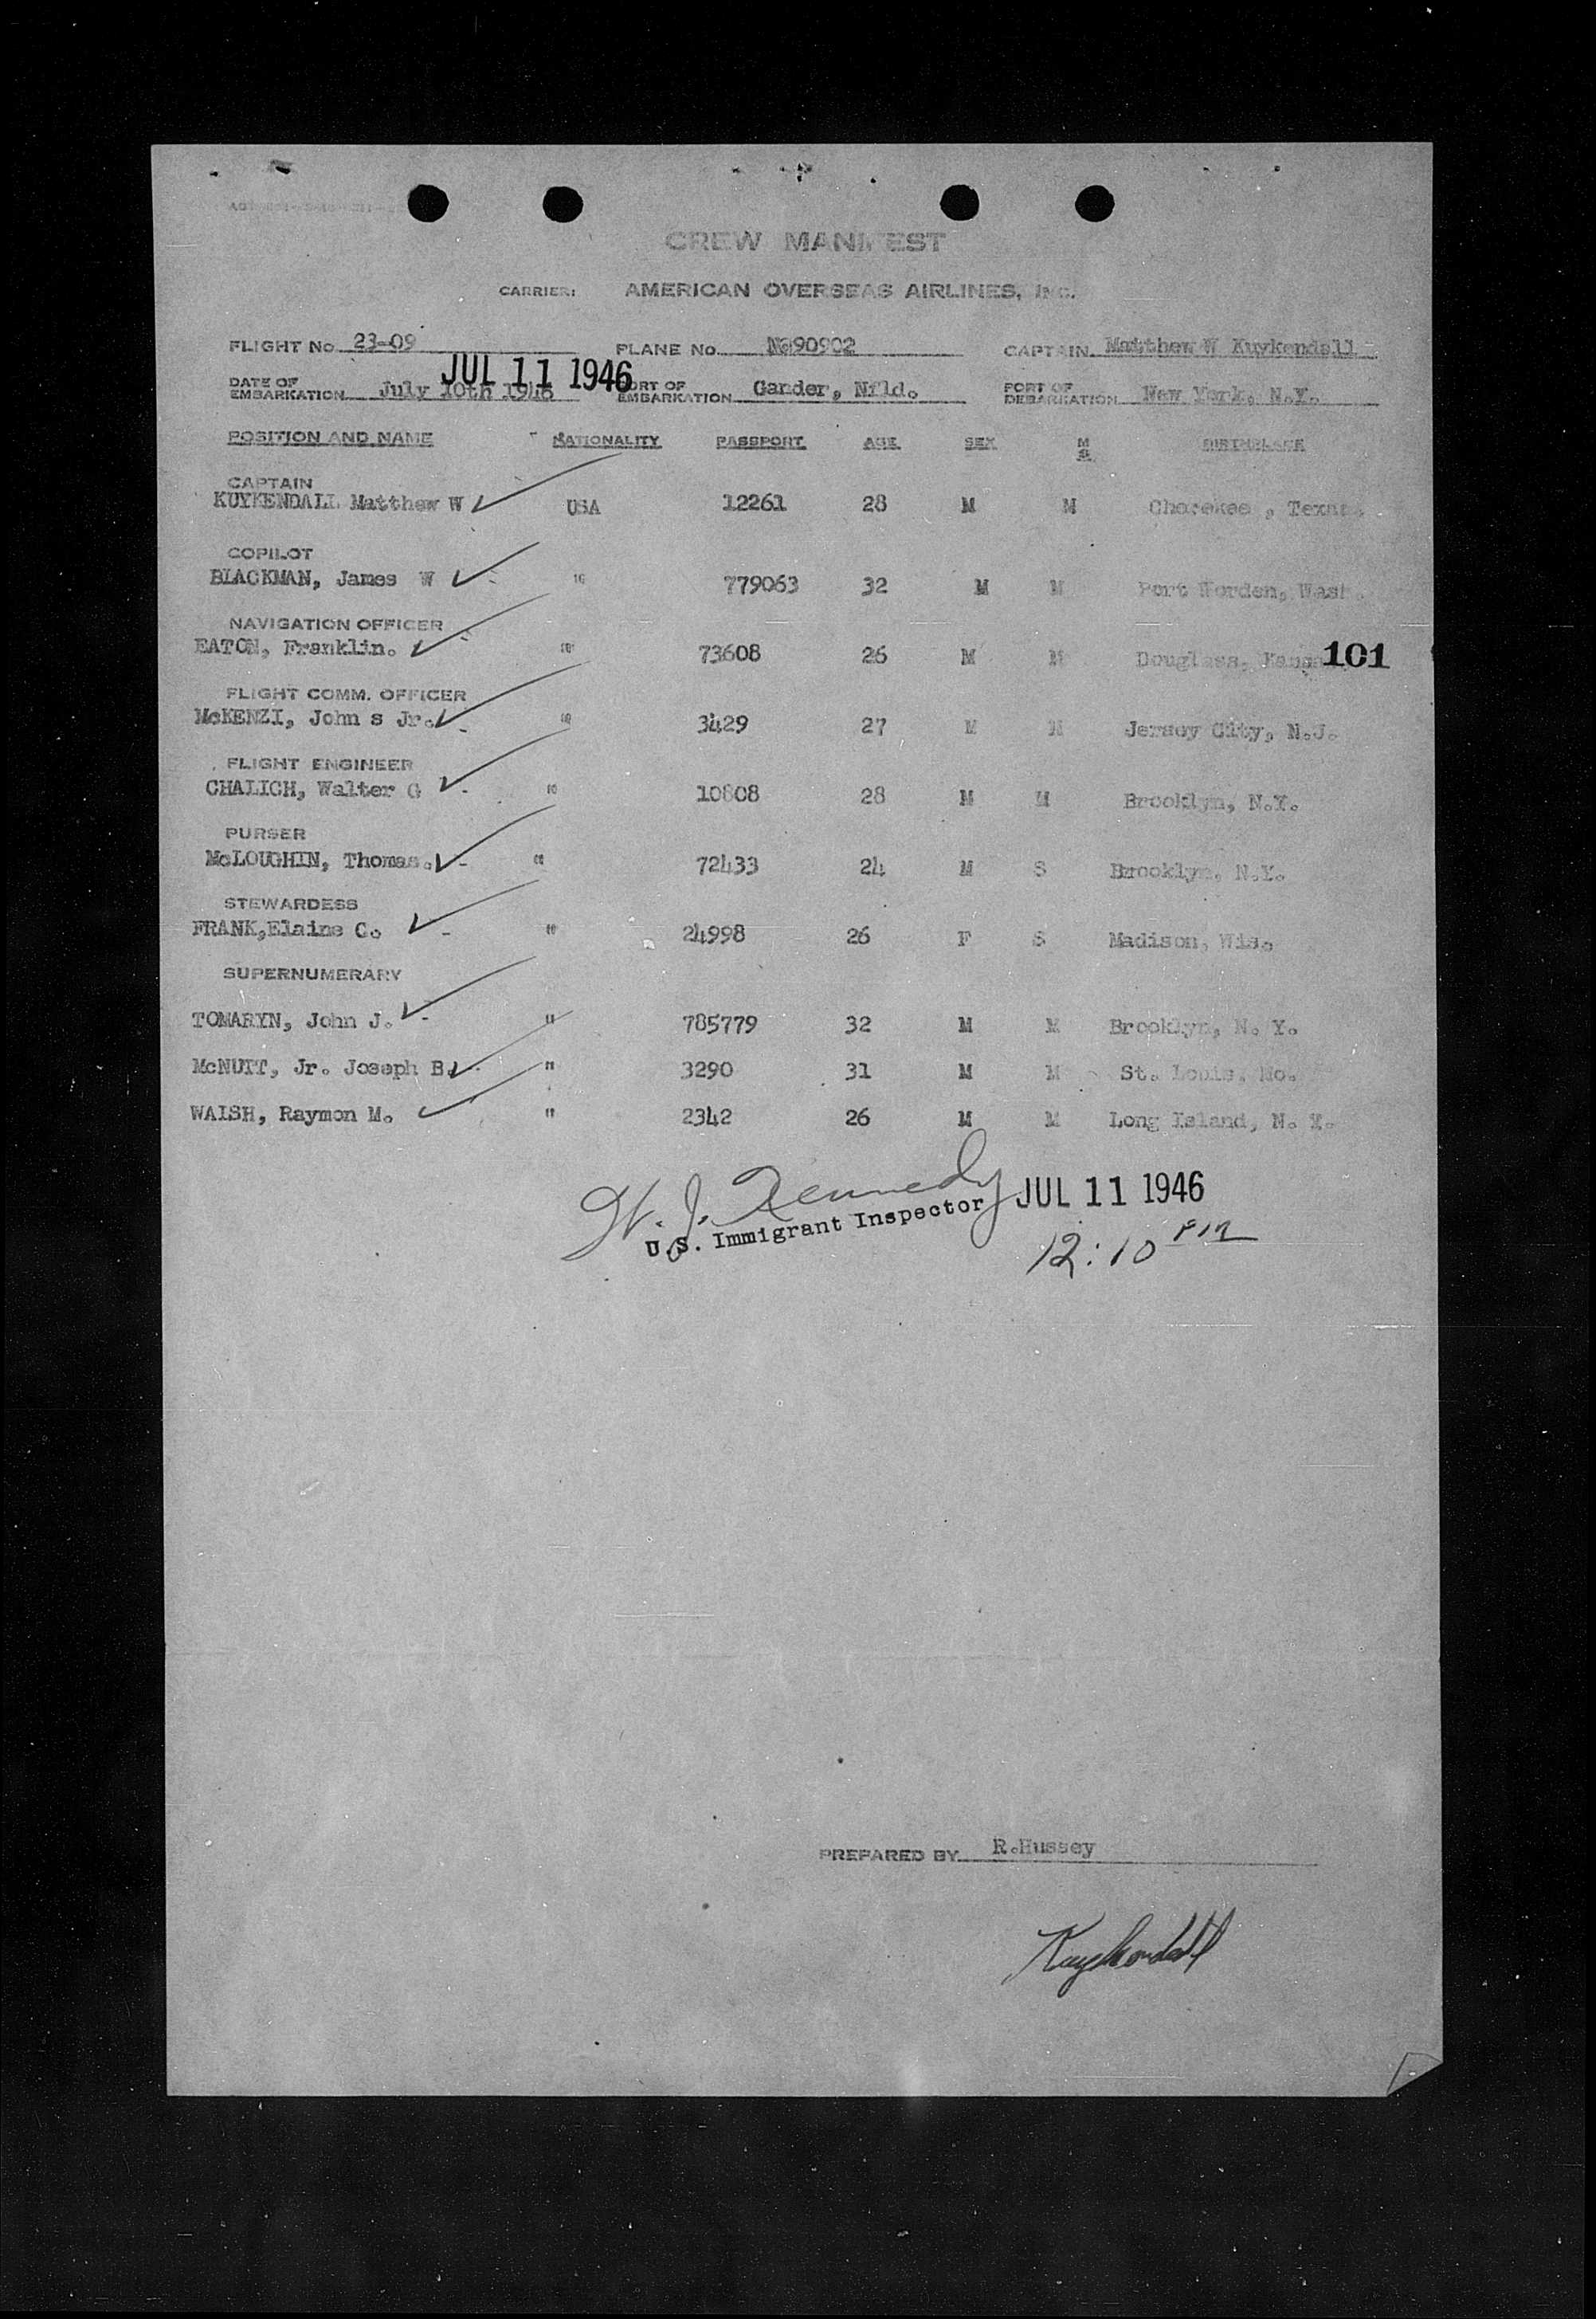 CREW MANIFEST
CARRIER: AMERICAN OVERSEAS AIRLINES, INC.
FLIGHT No 23-09 PLANE No. NC90902 CAPTAIN Matthew W Kuykendall
JUL 11 1946
DATE OF EMBARKATION July 10th 1946 PORT OF EMBARKATION Gander, Nfld. PORT OF DEBARKATION New York, N.Y.
POSITION AND NAME NATIONALITY PASSPORT AGE SEX M S BIRTHPLACE
CAPTAIN
KUYKENDALL Matthew W USA 12261 28 M M Cherekee , Texas
COPILOT
BLACKMAN, James W " 779063 32 M M Port Worden, Wash.
NAVIGATION OFFICER
EATON, Franklin. " 73608 26 M M Douglass, 101
FLIGHT COMM. OFFICER
McKENZI, John s Jr. " 3429 27 M M Jersey City, N.J.
FLIGHT ENGINEER
CHALICH, Walter G " 10808 28 M M Brooklyn, N.Y.
PURSER
McLOUGHIN, Thomas. " 72433 24 M S Brooklyn, N.Y.
STEWARDESS
FRANK,Elaine C. " 24998 26 F S Madison, Wis.
SUPERNUMERARY
TOMARYN, John J. " 785779 32 M M Brooklyn, N. Y.
McNUTT, Jr. Joseph B. " 3290 31 M M St. Louis, Mo.
WAISH, Raymon M. " 2342 26 M M Long Island, N. Y.
W. J. Kennedy JUL 11 1946
U.S. Immigrant Inspector
12:10 PM
PREPARED BY R.Hussey
Kuykendall